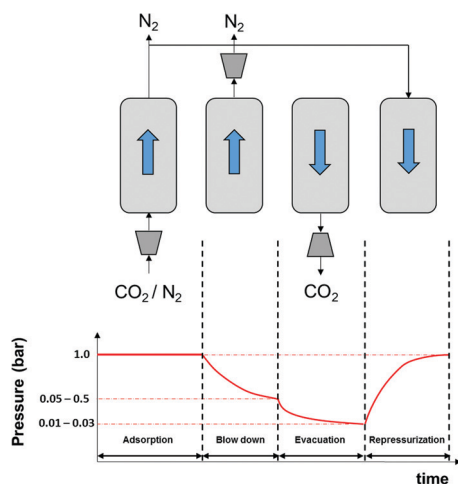 N2 N2
CO2 / N2 CO2
Pressure (bar)
1.0
0.05 – 0.5
0.01 – 0.03
Adsorption Blow down Evacuation Repressurization
time